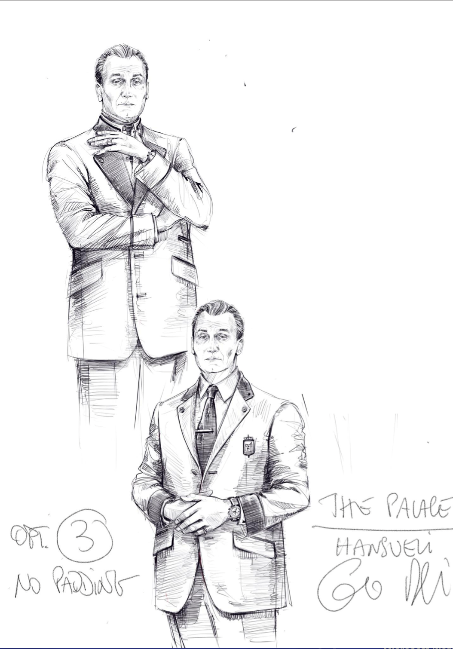 OPT. 3
NO PADDING
THE PALACE
HANSUELI